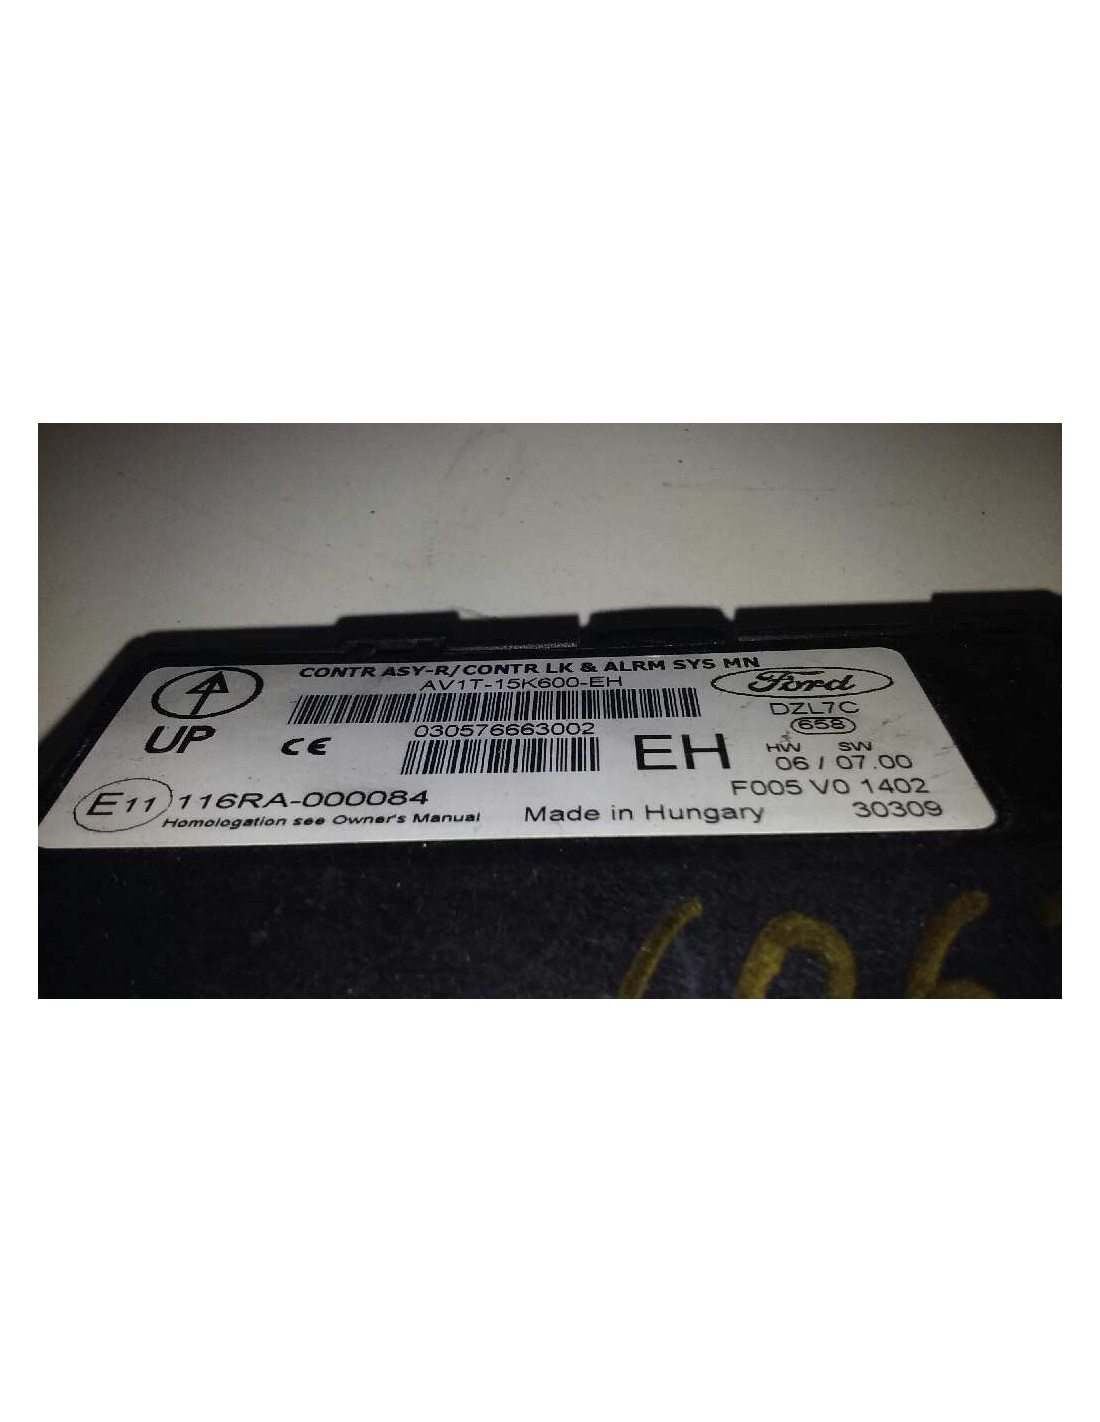 CONTR ASY-R/CONTR LK & ALRM SYS MN
AV1T-15K600-EH
Ford
DZL7C
658
UP
CE
030576663002
EH
HW SW
06 / 07.00
E11 116RA-000084
Homologation see Owner's Manual
Made in Hungary
F005 V0 1402
30309